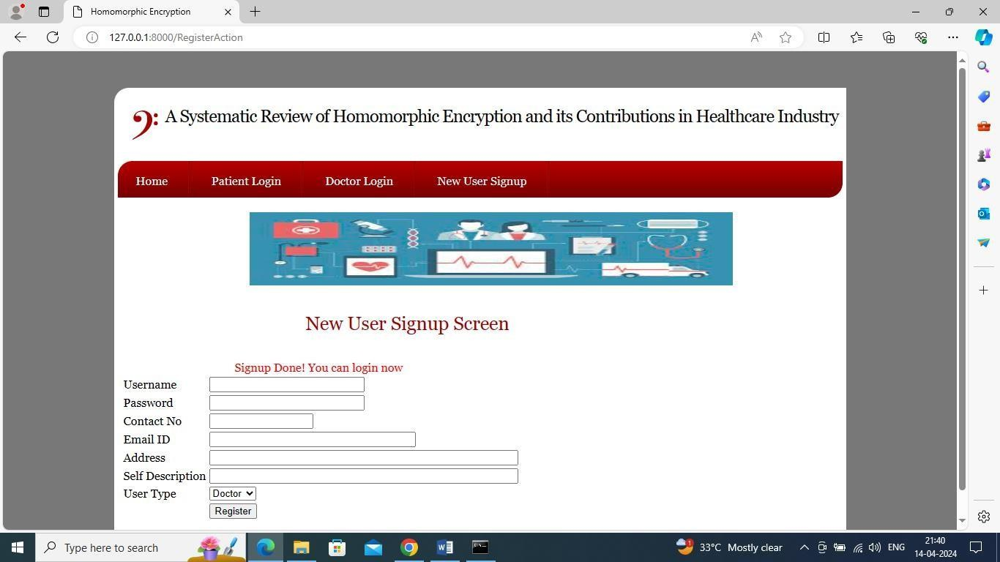 Homomorphic Encryption
127.0.0.1:8000/RegisterAction
A Systematic Review of Homomorphic Encryption and its Contributions in Healthcare Industry
Home Patient Login Doctor Login New User Signup
New User Signup Screen
Signup Done! You can login now
Username
Password
Contact No
Email ID
Address
Self Description
User Type Doctor
Register
Type here to search
1 33°C Mostly clear ENG 21:40
14-04-2024